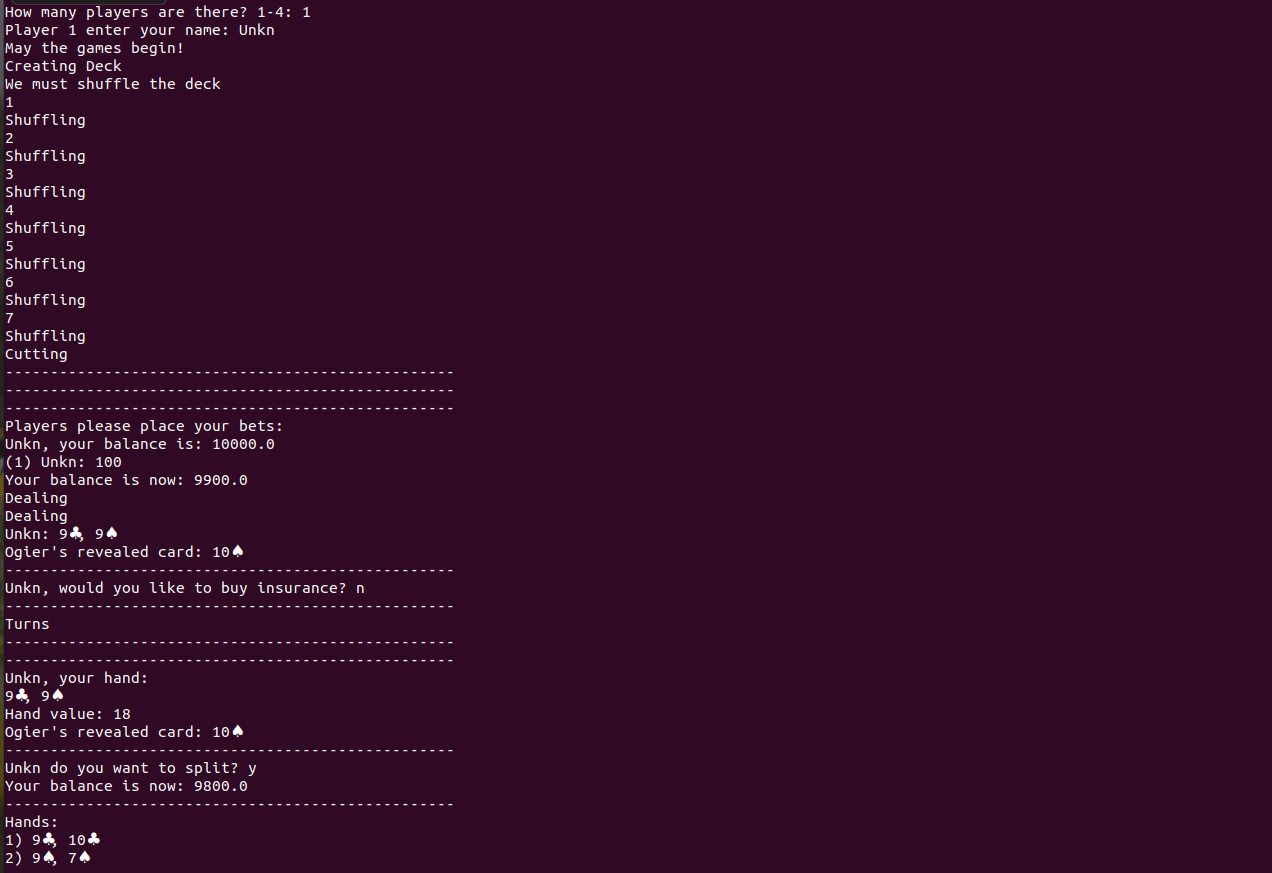 How many players are there? 1-4: 1
Player 1 enter your name: Unkn
May the games begin!
Creating Deck
We must shuffle the deck
1
Shuffling
2
Shuffling
3
Shuffling
4
Shuffling
5
Shuffling
6
Shuffling
7
Shuffling
Cutting
--------------------------------------------------
--------------------------------------------------
--------------------------------------------------
Players please place your bets:
Unkn, your balance is: 10000.0
(1) Unkn: 100
Your balance is now: 9900.0
Dealing
Dealing
Unkn: 9♣, 9♠
Ogier's revealed card: 10♠
--------------------------------------------------
Unkn, would you like to buy insurance? n
--------------------------------------------------
Turns
--------------------------------------------------
--------------------------------------------------
Unkn, your hand:
9♣, 9♠
Hand value: 18
Ogier's revealed card: 10♠
--------------------------------------------------
Unkn do you want to split? y
Your balance is now: 9800.0
--------------------------------------------------
Hands:
1) 9♣, 10♣
2) 9♠, 7♠